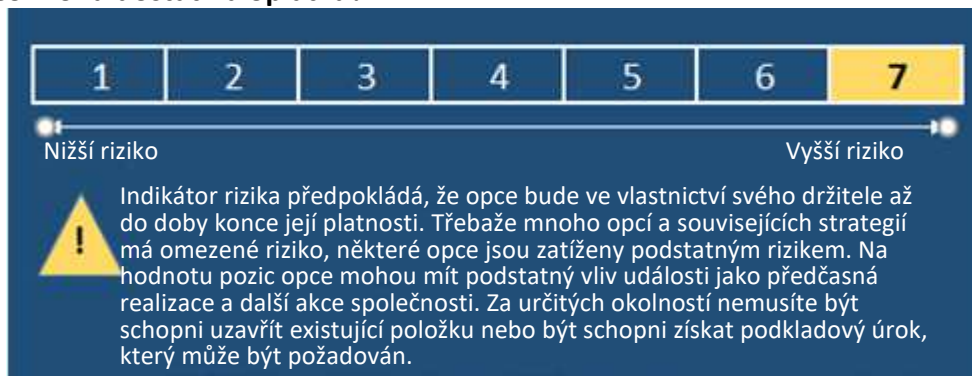 1 2 3 4 5 6 7
Nižší riziko Vyšší riziko
Indikátor rizika předpokládá, že opce bude ve vlastnictví svého držitele až
do doby konce její platnosti. Třebaže mnoho opcí a souvisejících strategií
! má omezené riziko, některé opce jsou zatíženy podstatným rizikem. Na
hodnotu pozic opce mohou mít podstatný vliv události jako předčasná
realizace a další akce společnosti. Za určitých okolností nemusíte být
schopni uzavřít existující položku nebo být schopni získat podkladový úrok,
který může být požadován.